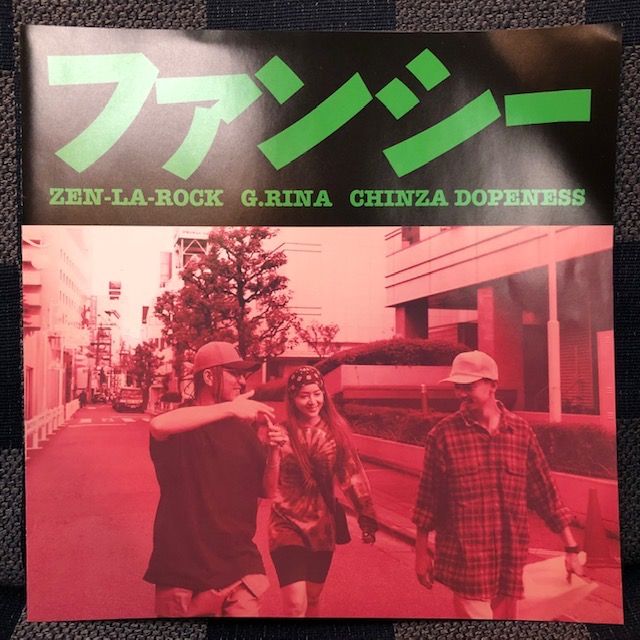 ファンシー
ZEN-LA-ROCK G.RINA CHINZA DOPENESS